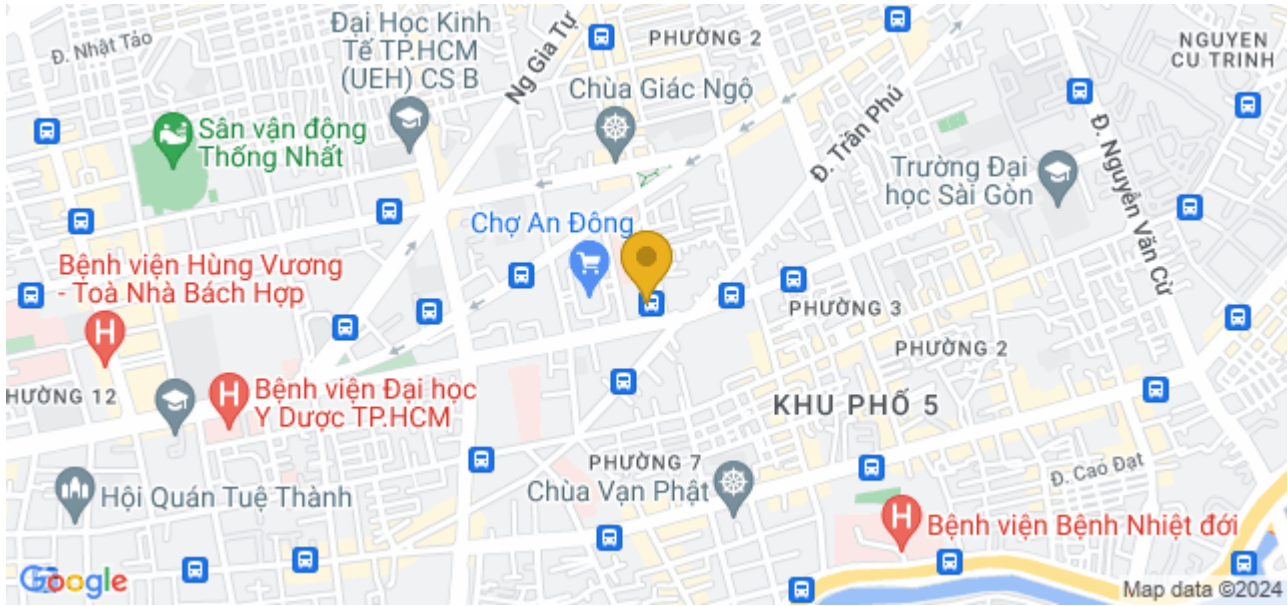 Đ. Nhật Tảo
Đại Học Kinh
Tế TP.HCM
(UEH) CS B
Ng Gia Tự
PHƯỜNG 2
NGUYEN
CU TRINH
Chùa Giác Ngộ
Sân vận động
Thống Nhất
Đ. Trần Phú
Đ. Nguyễn Văn Cừ
Trường Đại
học Sài Gòn
Chợ An Đông
Bệnh viện Hùng Vương
- Toà Nhà Bách Hợp
H
PHƯỜNG 3
PHƯỜNG 2
HƯỜNG 12
H
Bệnh viện Đại học
Y Dược TP.HCM
KHU PHỐ 5
PHƯỜNG 7
Chùa Vạn Phật
Đ. Cao Đạt
Hội Quán Tuệ Thành
H
Bệnh viện Bệnh Nhiệt đới
Google
Map data ©2024